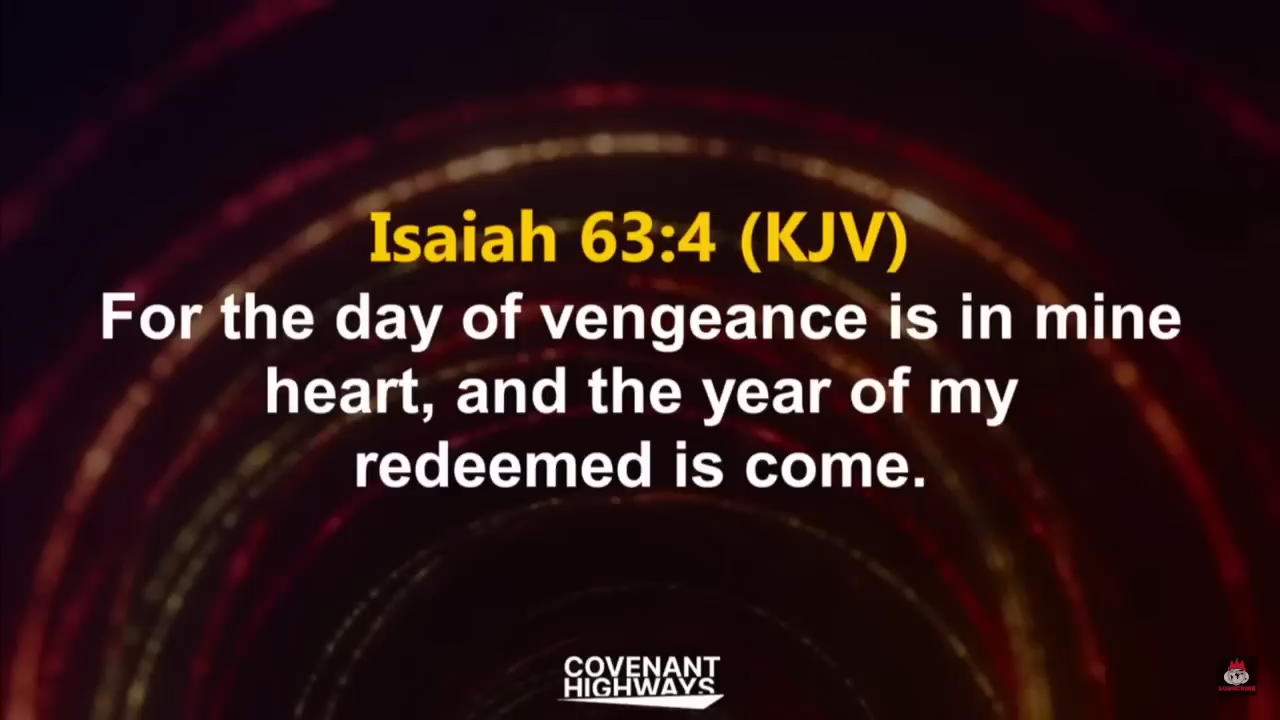 Isaiah 63:4 (KJV)
For the day of vengeance is in mine
heart, and the year of my
redeemed is come.
COVENANT
HIGHWAYS
SUBSCRIBE